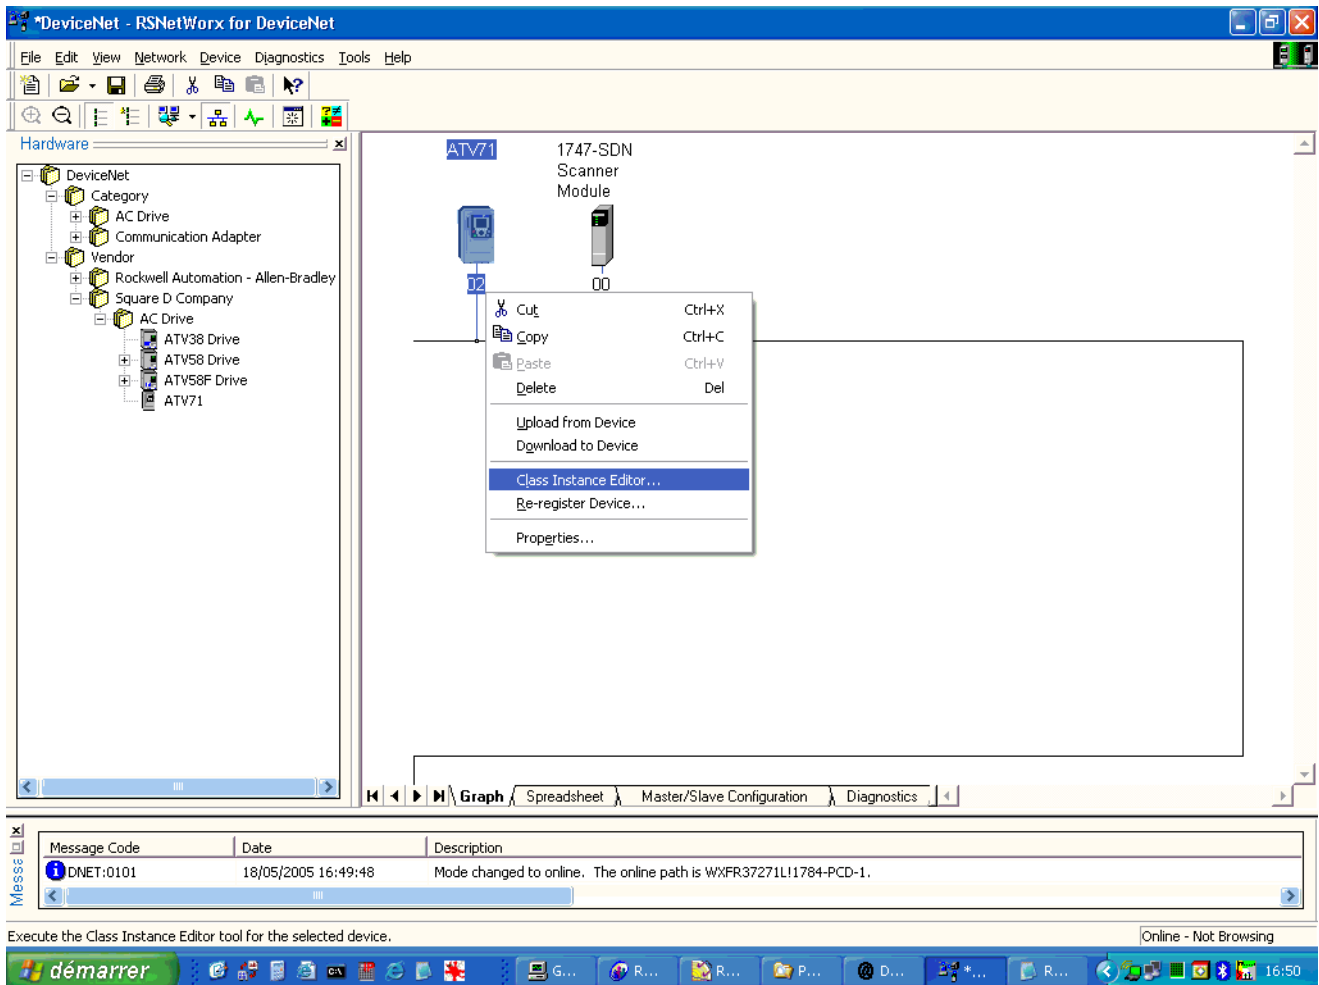 *DeviceNet - RSNetWorx for DeviceNet
File Edit View Network Device Diagnostics Tools Help
Hardware
DeviceNet
Category
AC Drive
Communication Adapter
Vendor
Rockwell Automation - Allen-Bradley
Square D Company
AC Drive
ATV38 Drive
ATV58 Drive
ATV58F Drive
ATV71
ATV71
1747-SDN
Scanner
Module
02
00
Cut Ctrl+X
Copy Ctrl+C
Paste Ctrl+V
Delete Del
Upload from Device
Download to Device
Class Instance Editor...
Re-register Device...
Properties...
Graph Spreadsheet Master/Slave Configuration Diagnostics
Messa
Message Code Date Description
DNET:0101 18/05/2005 16:49:48 Mode changed to online. The online path is WXFR37271L!1784-PCD-1.
Execute the Class Instance Editor tool for the selected device.
Online - Not Browsing
démarrer G... R... R... P... D... *... R... 16:50